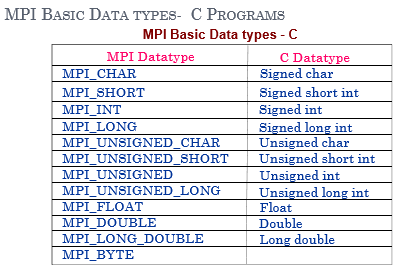 MPI BASIC DATA TYPES- C PROGRAMS
MPI Basic Data types - C
MPI Datatype C Datatype
MPI_CHAR Signed char
MPI_SHORT Signed short int
MPI_INT Signed int
MPI_LONG Signed long int
MPI_UNSIGNED_CHAR Unsigned char
MPI_UNSIGNED_SHORT Unsigned short int
MPI_UNSIGNED Unsigned int
MPI_UNSIGNED_LONG Unsigned long int
MPI_FLOAT Float
MPI_DOUBLE Double
MPI_LONG_DOUBLE Long double
MPI_BYTE